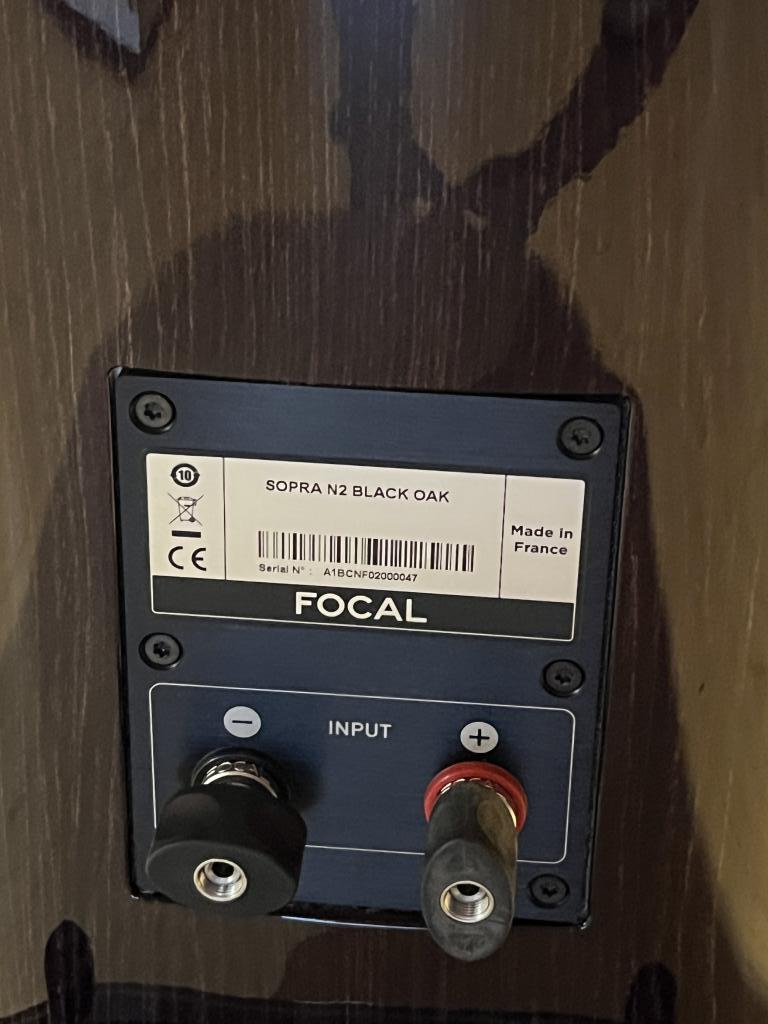 10
SOPRA N2 BLACK OAK
Made in
France
CE
Serial N° : A1BCNF02000047
FOCAL
− INPUT +